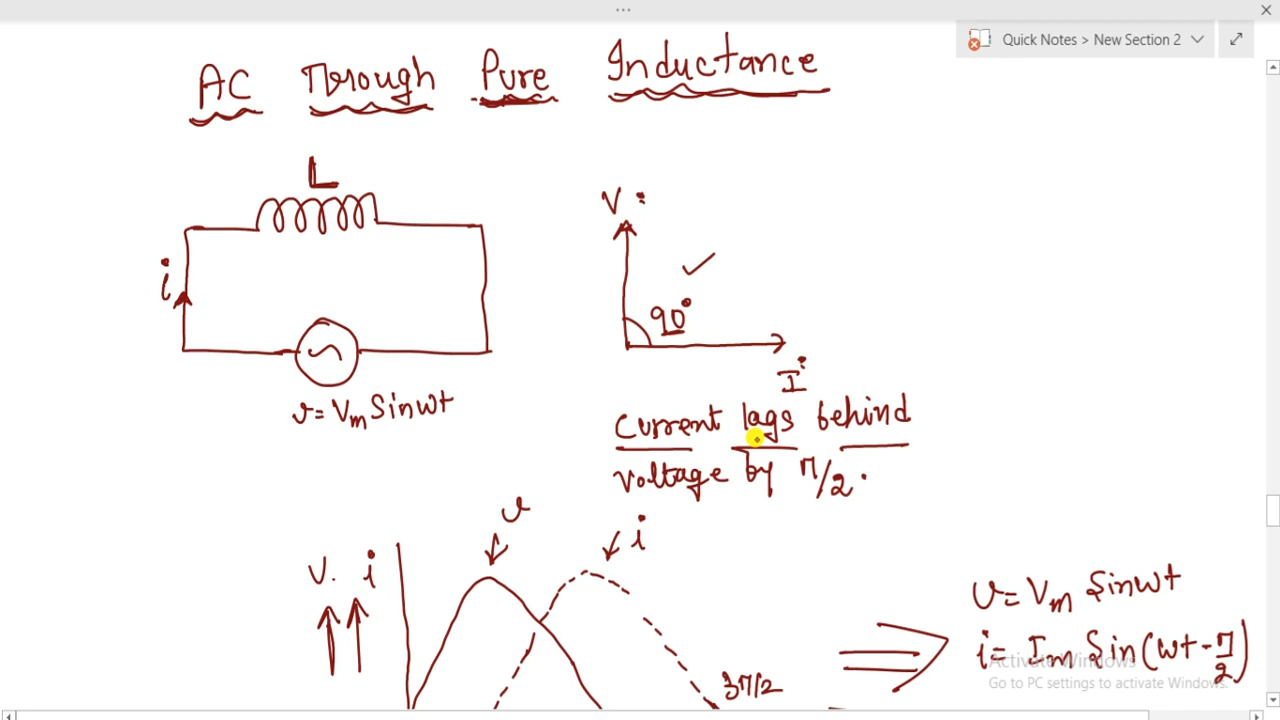 Quick Notes > New Section 2
AC Through Pure Inductance
L
i
v = Vm Sinwt
V
90°
I
Current lags behind
voltage by π/2.
v
i
V. i
3π/2
v = Vm Sinwt
i = Im Sin(wt - π/2)
Activate Windows
Go to PC settings to activate Windows.